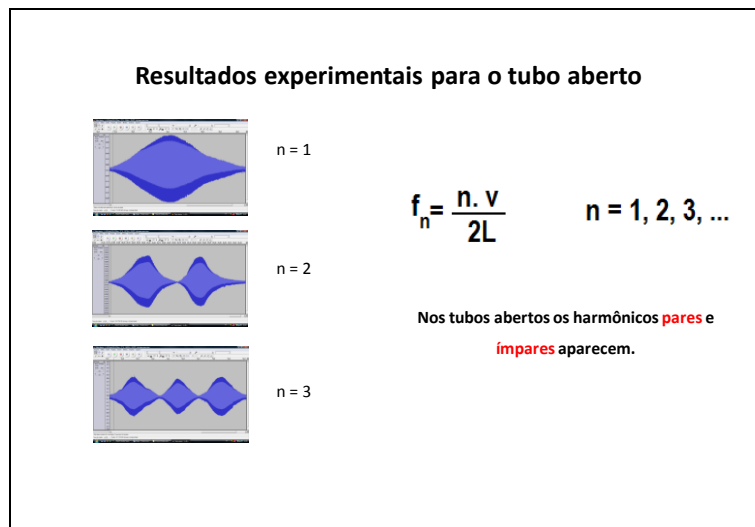 Resultados experimentais para o tubo aberto
n = 1
n = 2
n = 3
fn= n. v / 2L
n = 1, 2, 3, ...
Nos tubos abertos os harmônicos pares e
ímpares aparecem.